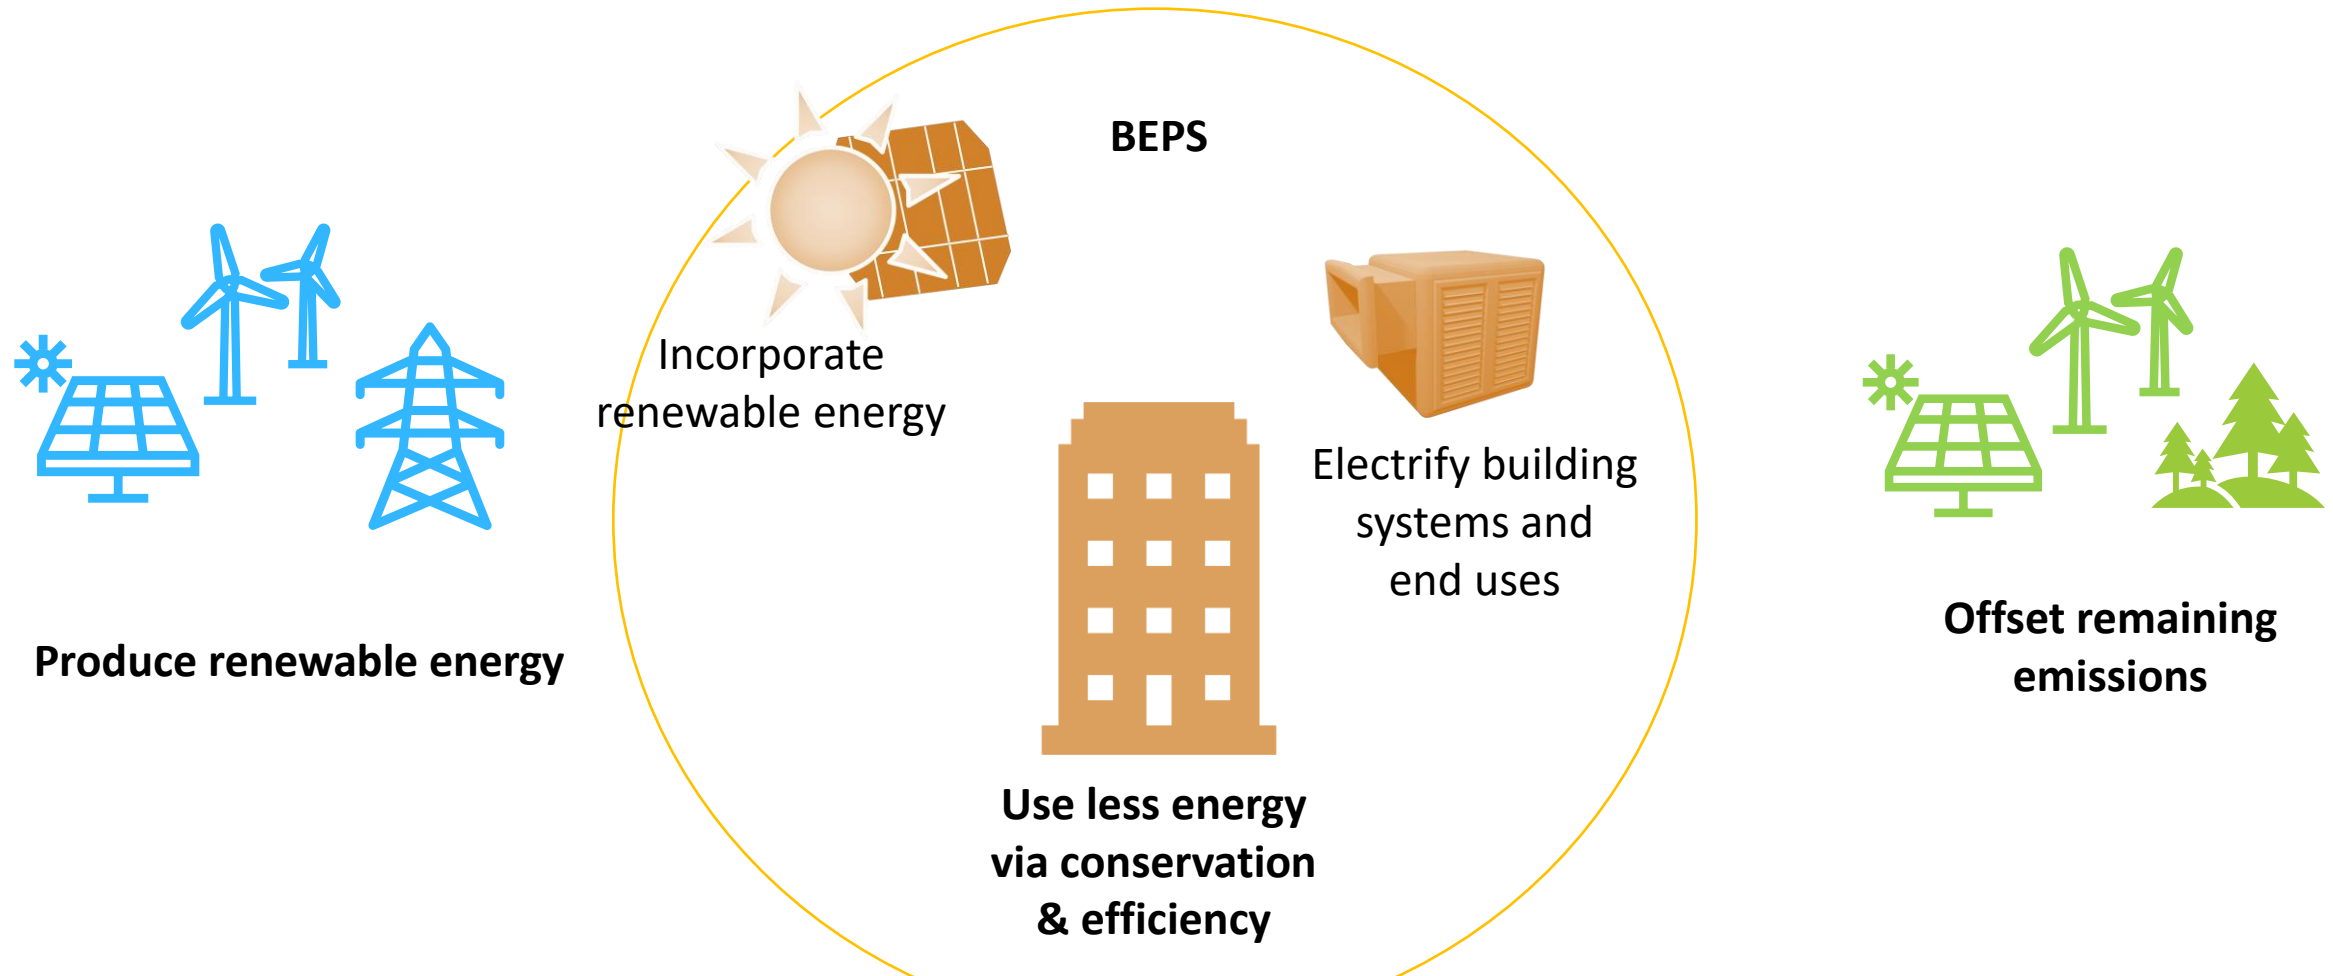 BEPS
Incorporate
renewable energy
Electrify building
systems and
end uses
Produce renewable energy
Use less energy
via conservation
& efficiency
Offset remaining
emissions